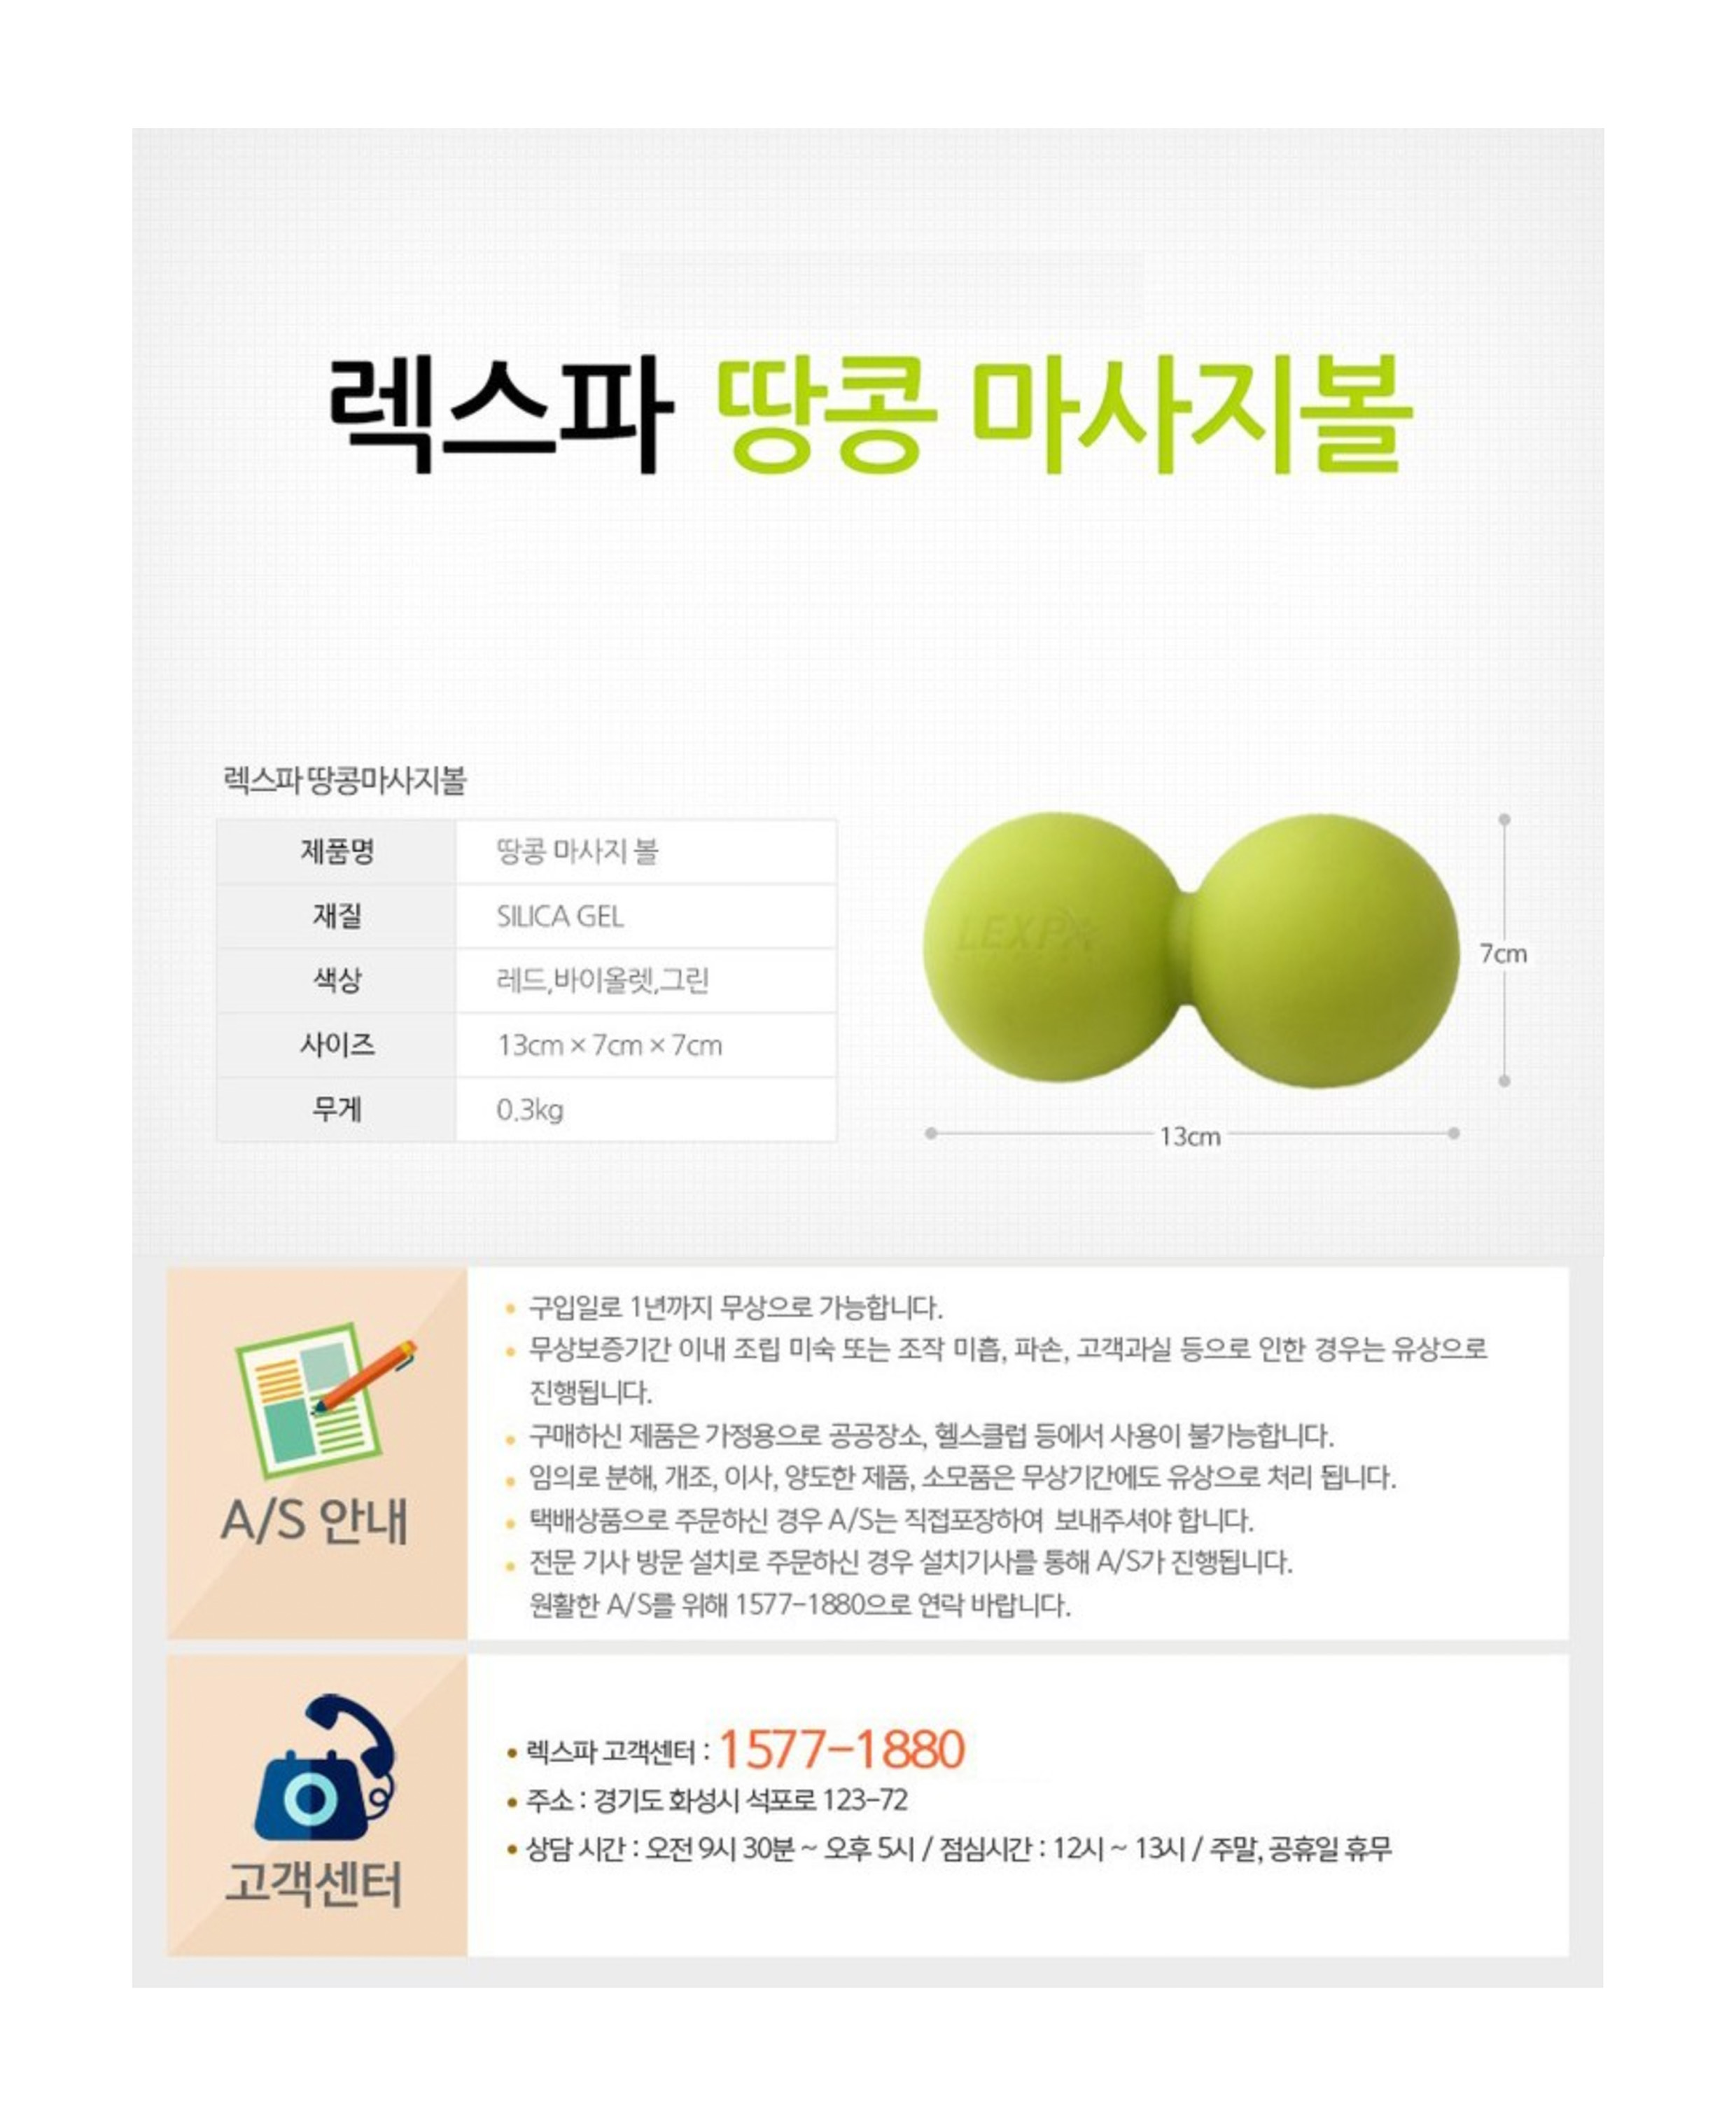 렉스파 땅콩 마사지볼
렉스파 땅콩마사지볼
제품명 땅콩 마사지 볼
재질 SILICA GEL
색상 레드,바이올렛,그린
사이즈 13cm × 7cm × 7cm
무게 0.3kg
LEXPA
7cm
13cm
A/S 안내
• 구입일로 1년까지 무상으로 가능합니다.
• 무상보증기간 이내 조립 미숙 또는 조작 미흡, 파손, 고객과실 등으로 인한 경우는 유상으로
진행됩니다.
• 구매하신 제품은 가정용으로 공공장소, 헬스클럽 등에서 사용이 불가능합니다.
• 임의로 분해, 개조, 이사, 양도한 제품, 소모품은 무상기간에도 유상으로 처리 됩니다.
• 택배상품으로 주문하신 경우 A/S는 직접포장하여 보내주셔야 합니다.
• 전문 기사 방문 설치로 주문하신 경우 설치기사를 통해 A/S가 진행됩니다.
원활한 A/S를 위해 1577-1880으로 연락 바랍니다.
고객센터
• 렉스파 고객센터 : 1577-1880
• 주소 : 경기도 화성시 석포로 123-72
• 상담 시간 : 오전 9시 30분 ~ 오후 5시 / 점심시간 : 12시 ~ 13시 / 주말, 공휴일 휴무